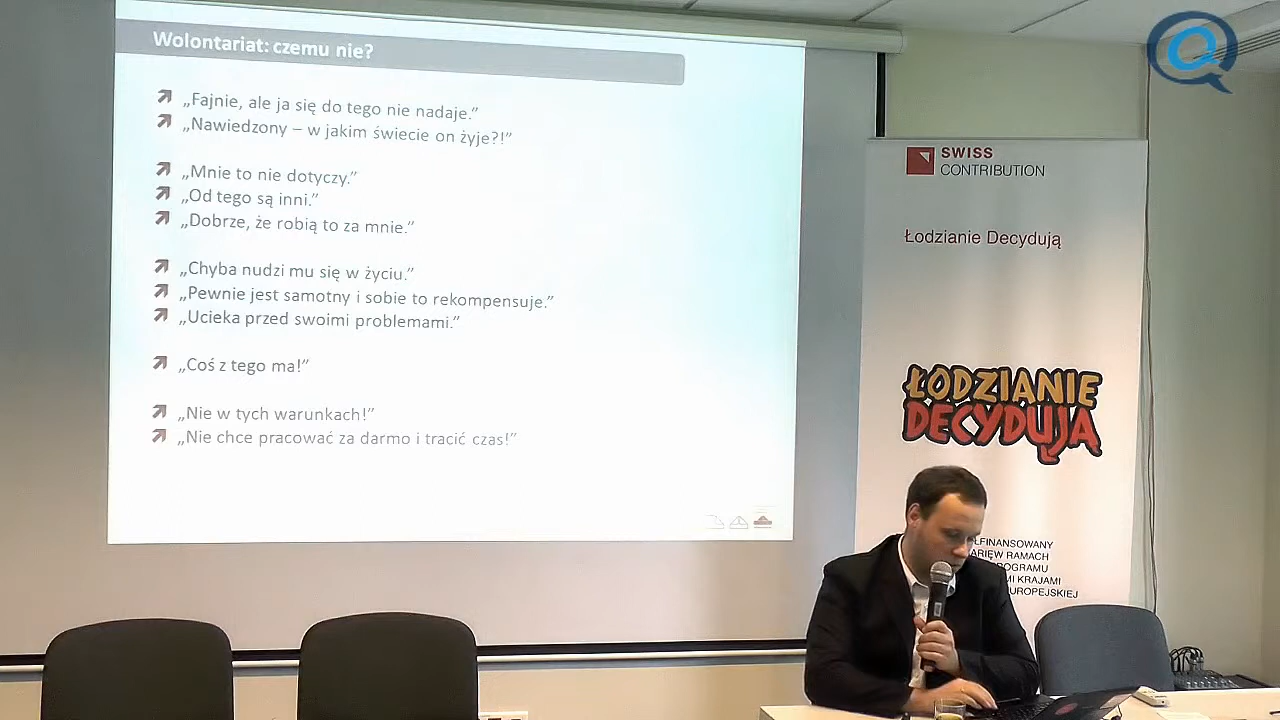 Wolontariat: czemu nie?
„Fajnie, ale ja się do tego nie nadaje.”
„Nawiedzony – w jakim świecie on żyje?!”
„Mnie to nie dotyczy.”
„Od tego są inni.”
„Dobrze, że robią to za mnie.”
„Chyba nudzi mu się w życiu.”
„Pewnie jest samotny i sobie to rekompensuje.”
„Ucieka przed swoimi problemami.”
„Coś z tego ma!”
„Nie w tych warunkach!”
„Nie chce pracować za darmo i tracić czas!”
SWISS
CONTRIBUTION
Łodzianie Decydują
ŁODZIANIE
DECYDUJĄ
FINANSOWANY
W RAMACH
KRAJAMI